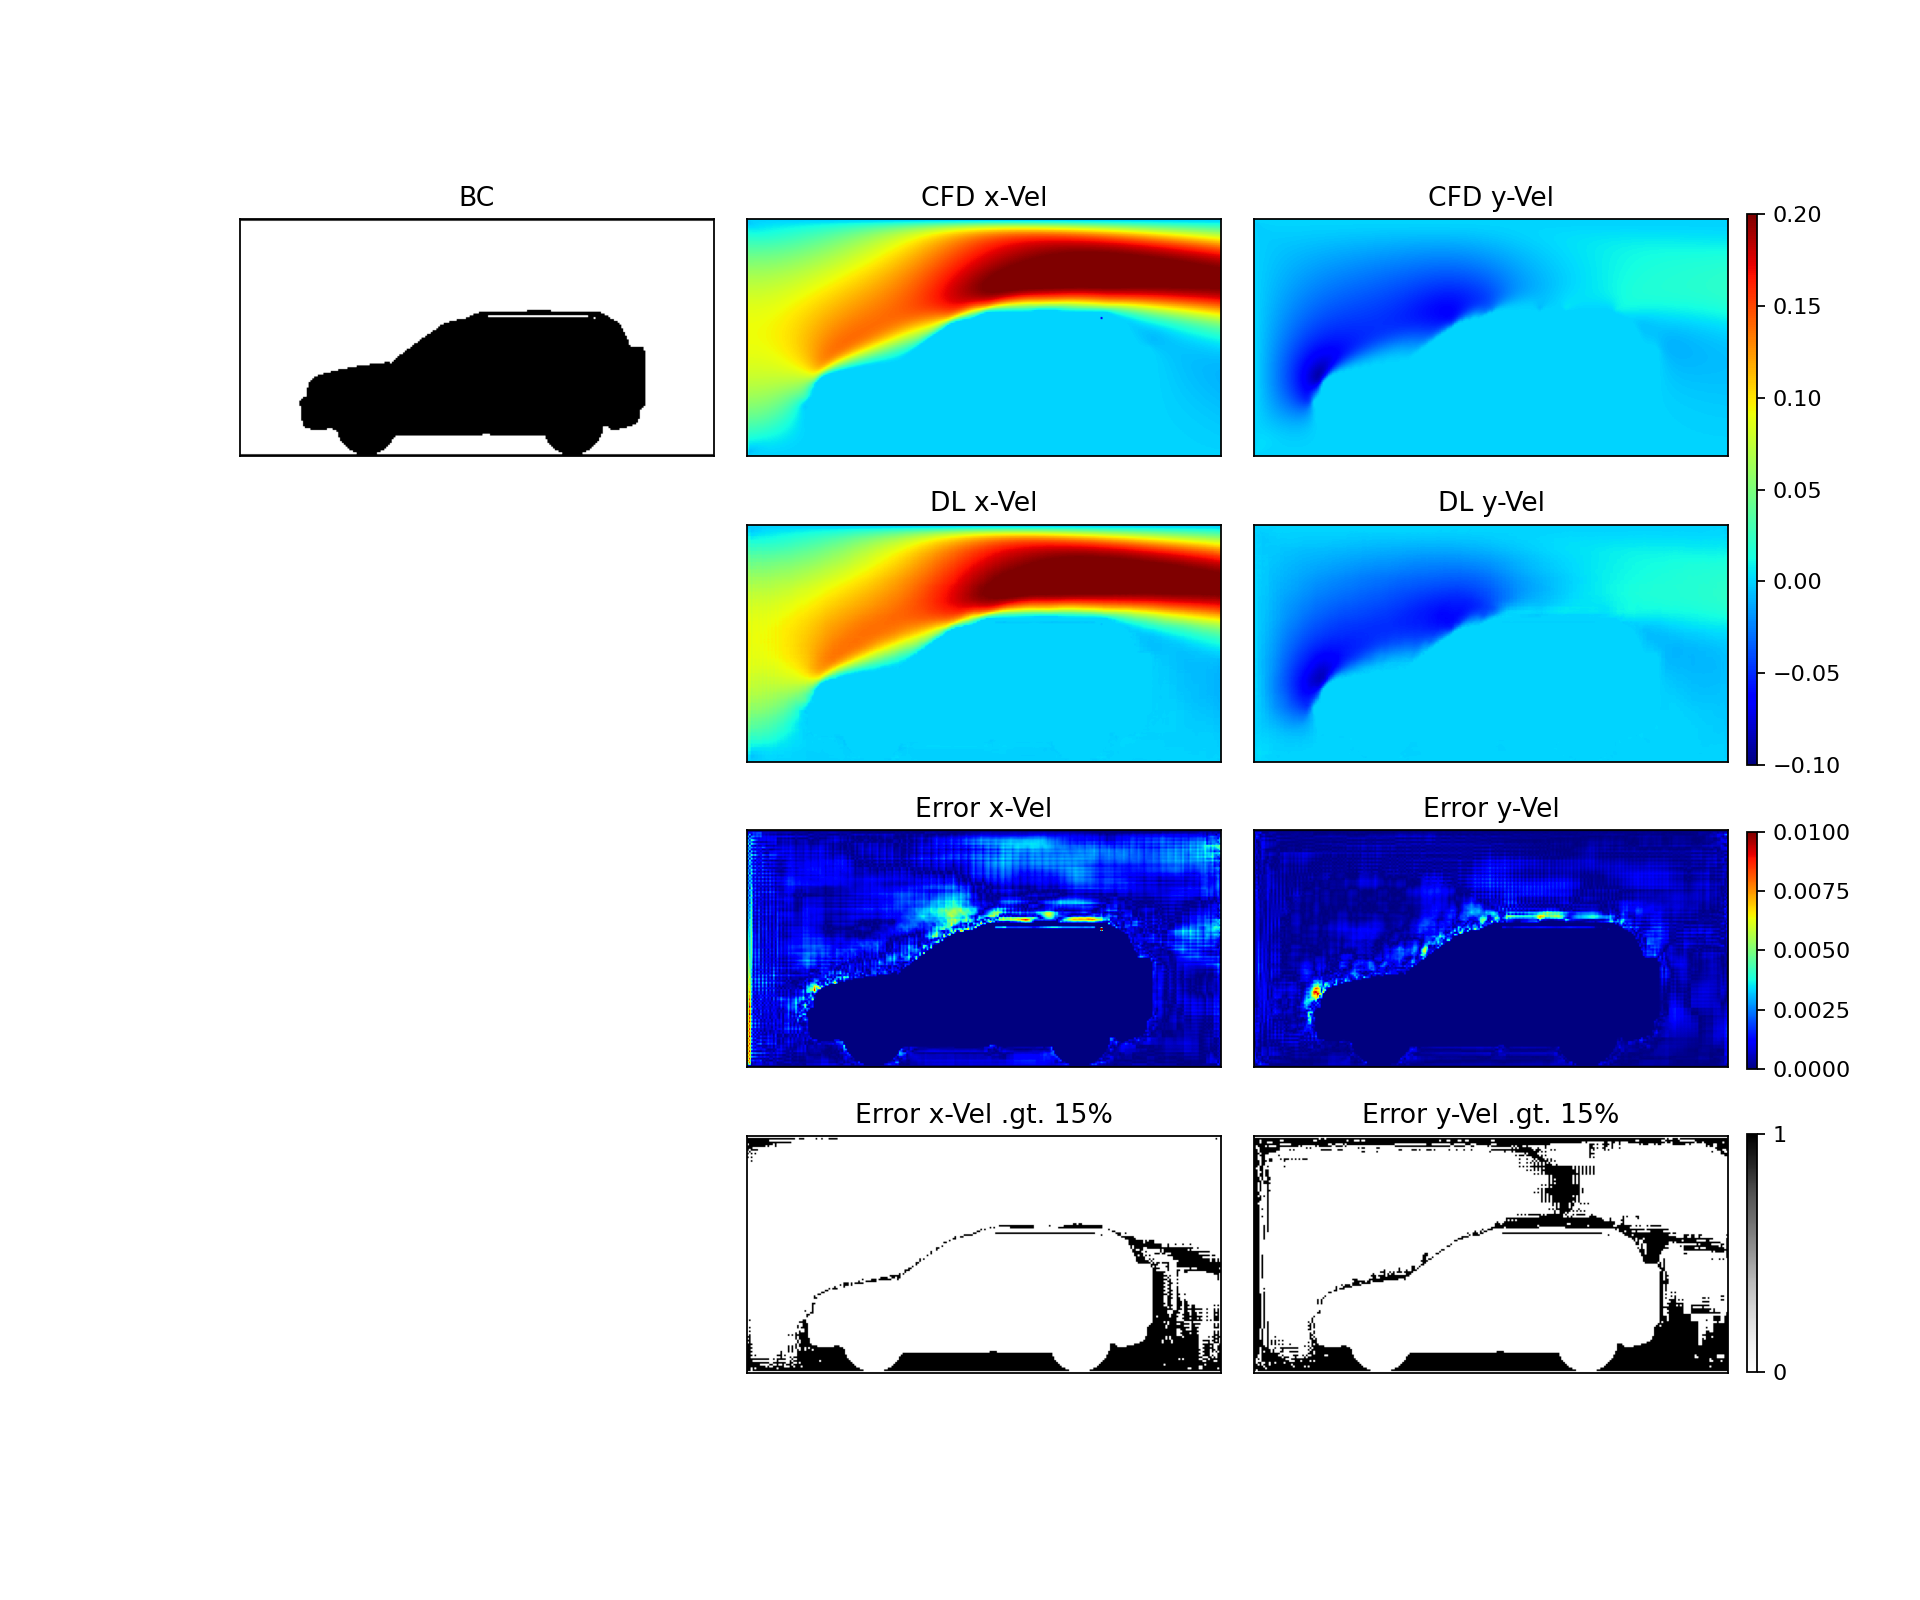 BC
CFD x-Vel
CFD y-Vel
0.20
0.15
0.10
0.05
0.00
−0.05
−0.10
DL x-Vel
DL y-Vel
Error x-Vel
Error y-Vel
0.0100
0.0075
0.0050
0.0025
0.0000
Error x-Vel .gt. 15%
Error y-Vel .gt. 15%
1
0